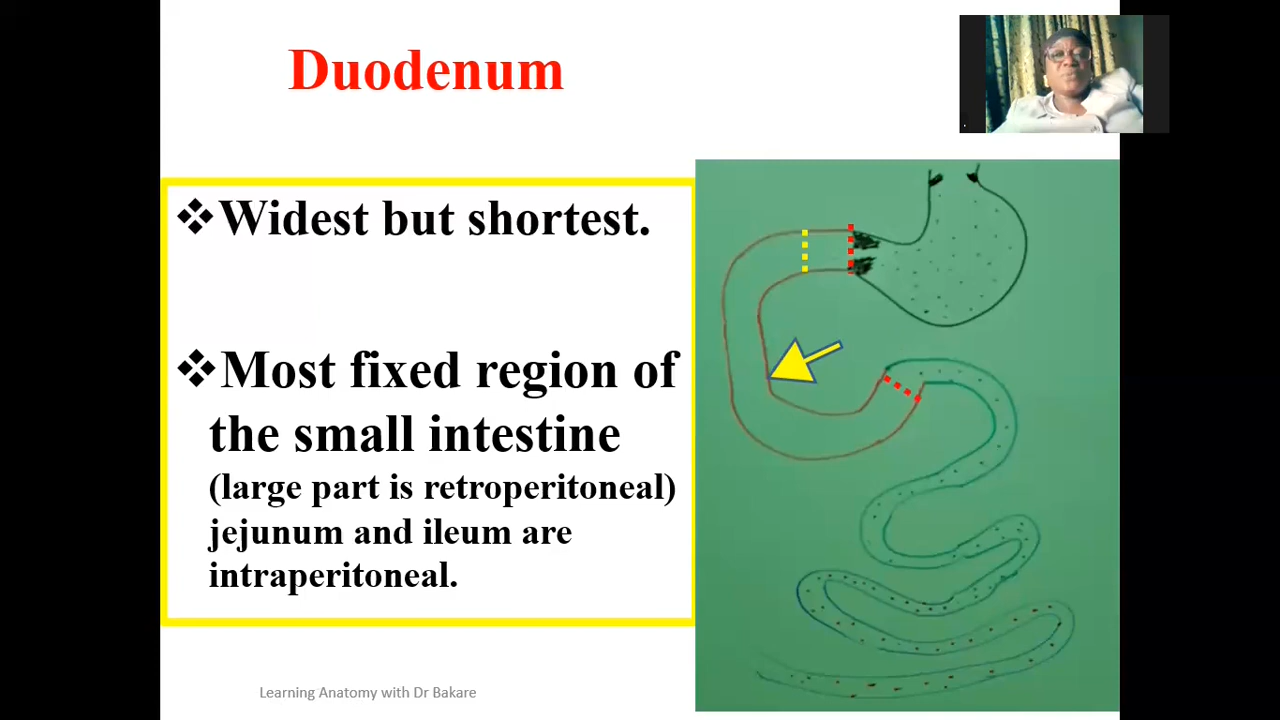 Duodenum
❖Widest but shortest.
❖Most fixed region of
the small intestine
(large part is retroperitoneal)
jejunum and ileum are
intraperitoneal.
Learning Anatomy with Dr Bakare